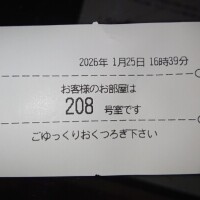 2026年 1月25日 16時39分
お客様のお部屋は
208 号室です
ごゆっくりおくつろぎ下さい